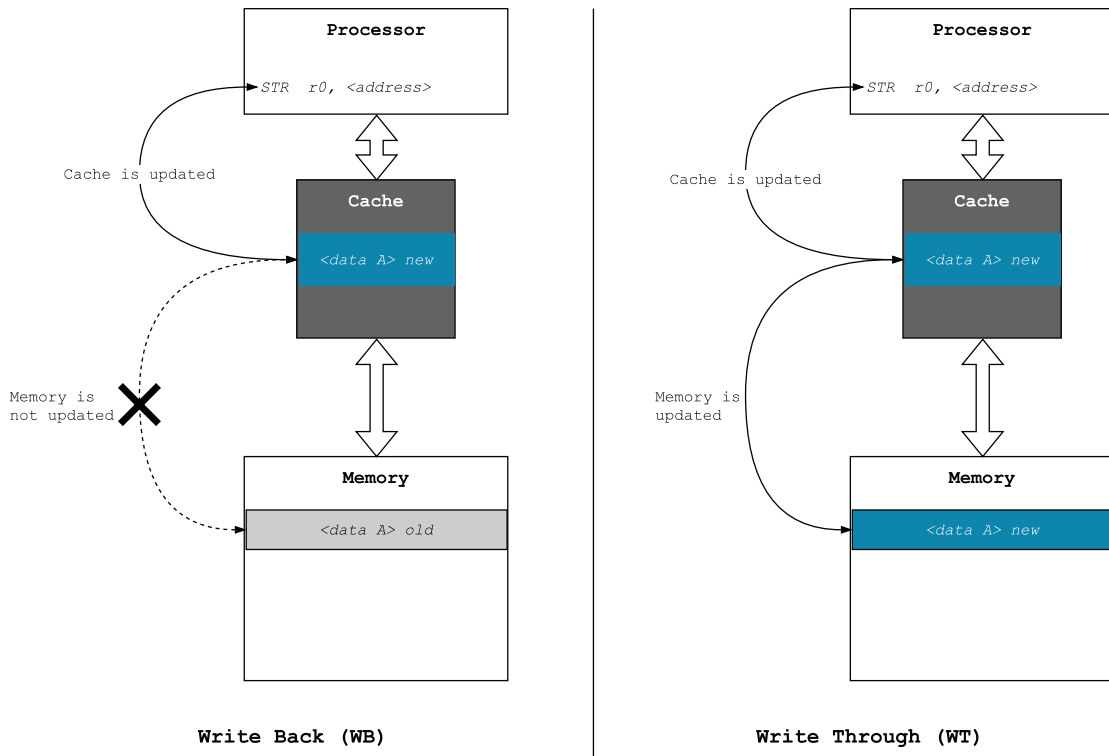 Processor
STR r0, <address>
Cache is updated
Cache
<data A> new
Memory is
not updated
Memory
<data A> old
Write Back (WB)
Processor
STR r0, <address>
Cache is updated
Cache
<data A> new
Memory is
updated
Memory
<data A> new
Write Through (WT)